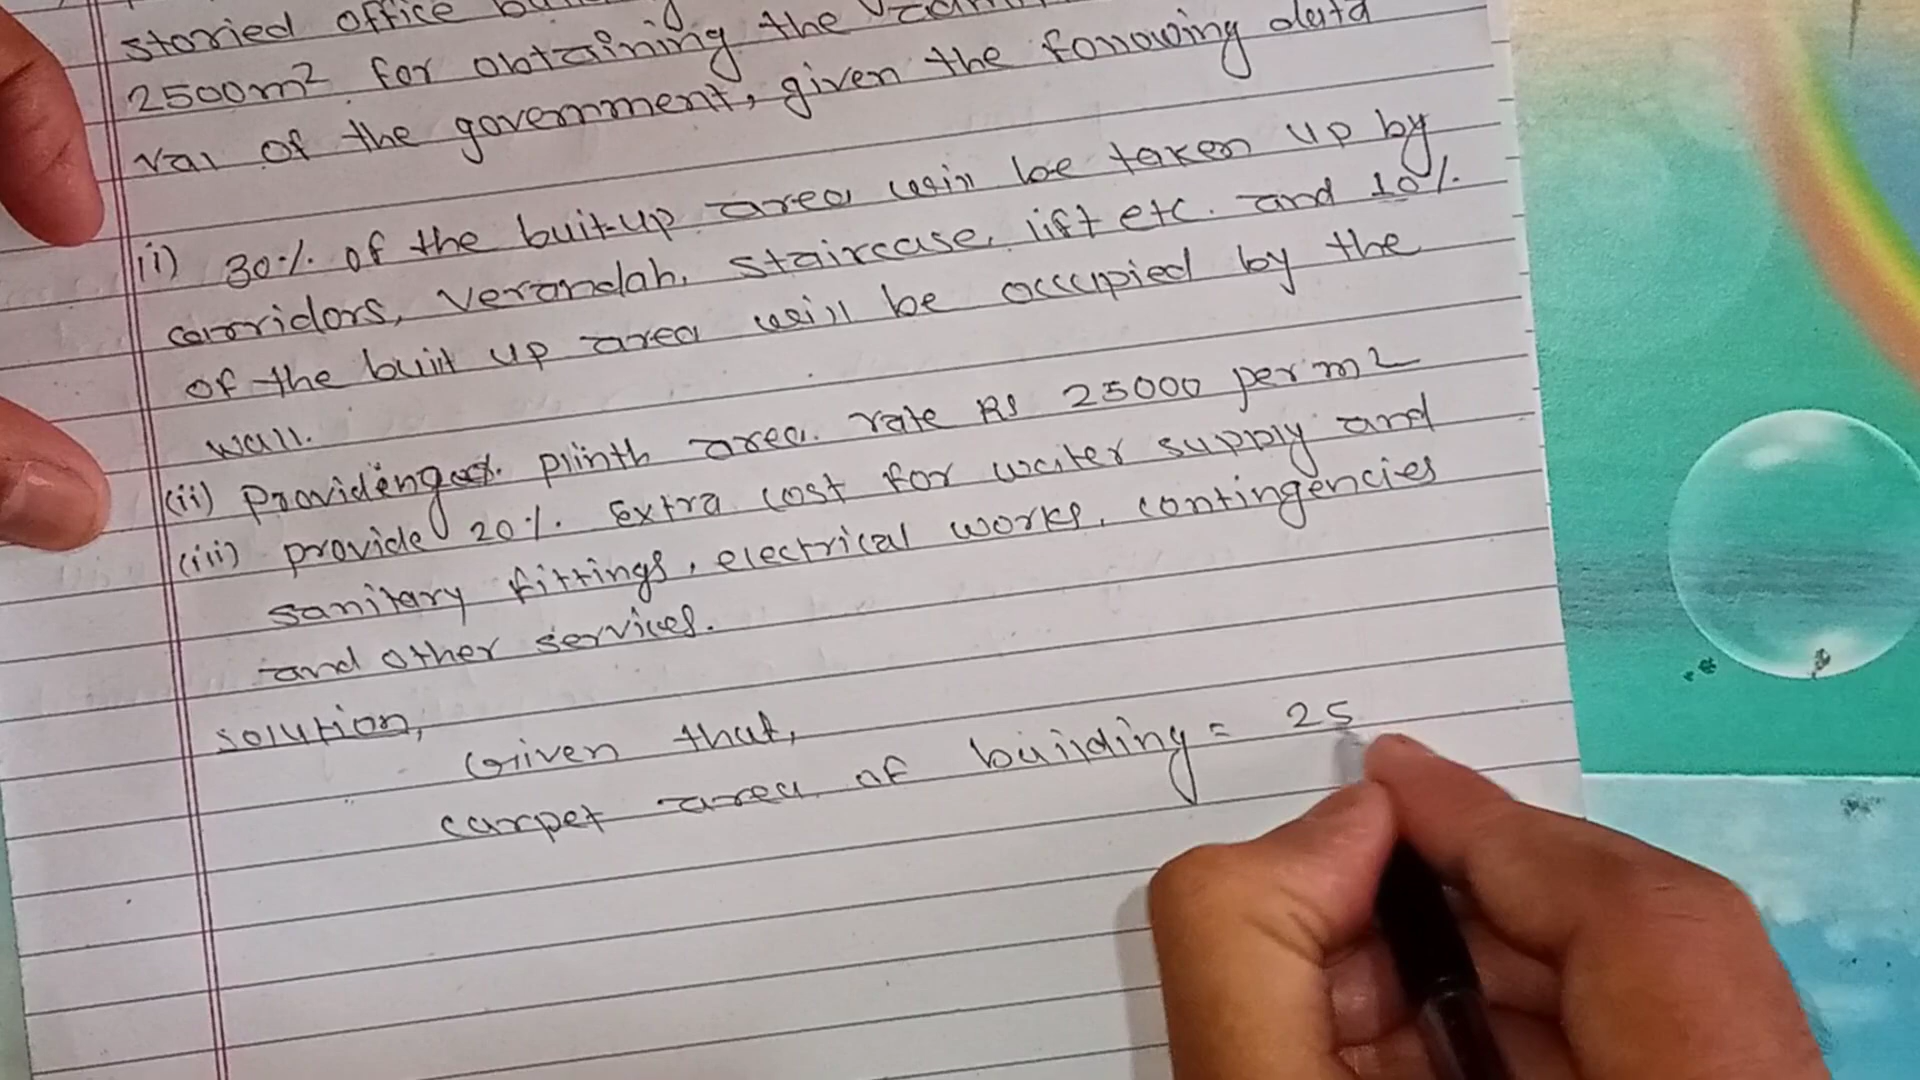 storied office
2500m2 for obtaining the
val of the government, given the following data
ii) 30%. of the buit-up area will be taken up by
corridors, verandah, staircase, lift etc. and 10%.
of the built up area will be occupied by the
wall.
(ii) Provideng plinth area. rate Rs 25000 per m2
(iii) provide 20%. Extra cost for water supply and
sanitary fittings, electrical works, contingencies
and other services.
solution,
Given that,
carpet area of building = 25